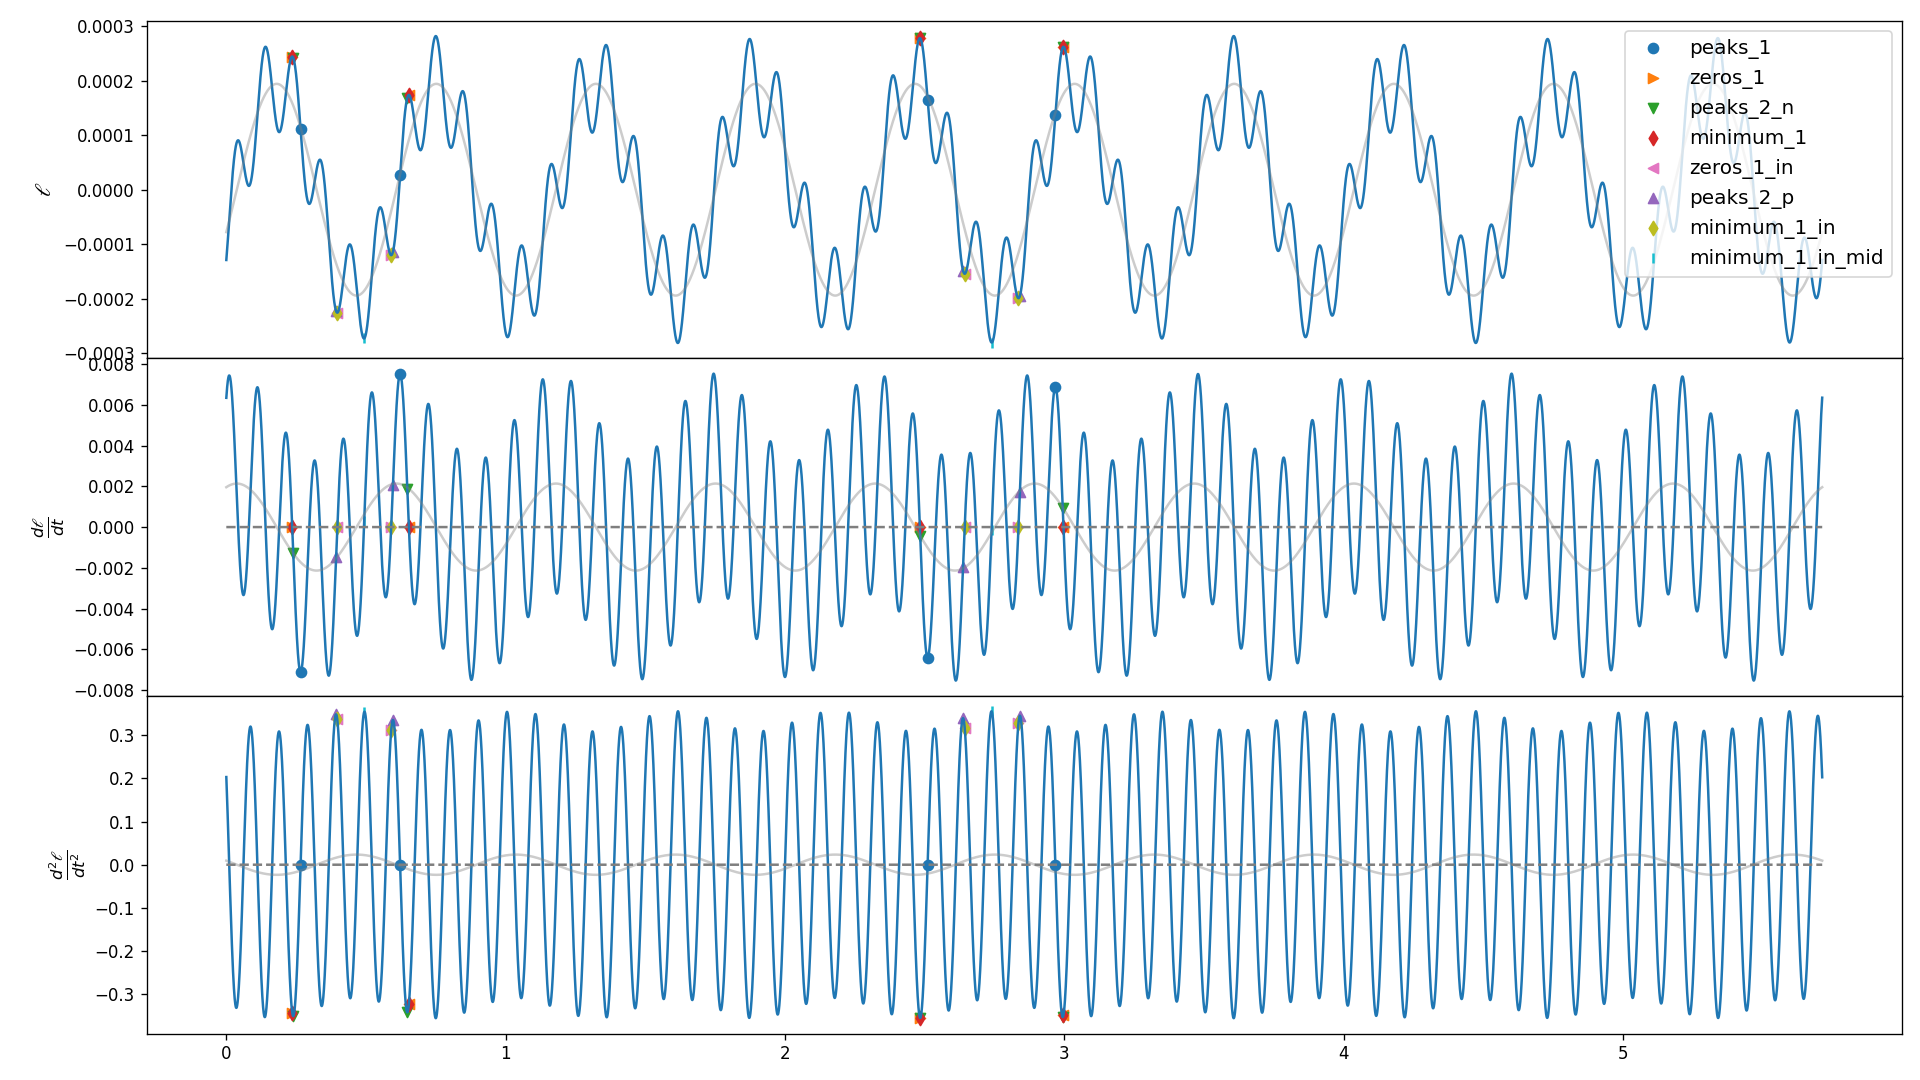 0.0003
0.0002
0.0001
0.0000
−0.0001
−0.0002
−0.0003
ℓ
peaks_1
zeros_1
peaks_2_n
minimum_1
zeros_1_in
peaks_2_p
minimum_1_in
minimum_1_in_mid
0.008
0.006
0.004
0.002
0.000
−0.002
−0.004
−0.006
−0.008
dℓ
dt
0.3
0.2
0.1
0.0
−0.1
−0.2
−0.3
d²ℓ
dt²
0 1 2 3 4 5